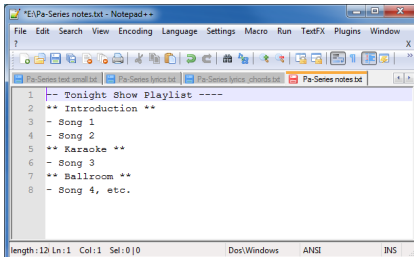 *E:\Pa-Series notes.txt - Notepad++
File Edit Search View Encoding Language Settings Macro Run TextFX Plugins Window
? X
Pa-Series text small.txt Pa-Series lyrics.txt Pa-Series lyrics_chords.txt Pa-Series notes.txt
1 -- Tonight Show Playlist ----
2 ** Introduction **
3 - Song 1
4 - Song 2
5 ** Karaoke **
6 - Song 3
7 ** Ballroom **
8 - Song 4, etc.
length : 12 Ln : 1 Col : 1 Sel : 0 | 0 Dos\Windows ANSI INS